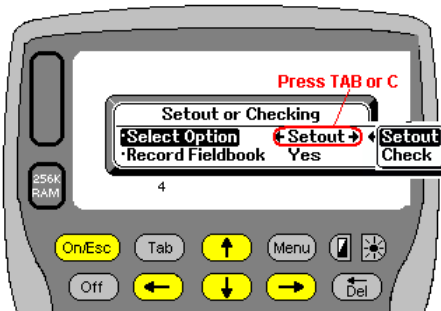 Press TAB or C
Setout or Checking
·Select Option Setout Setout
·Record Fieldbook Yes Check
4
256K
RAM
On/Esc Tab Menu
Off Del